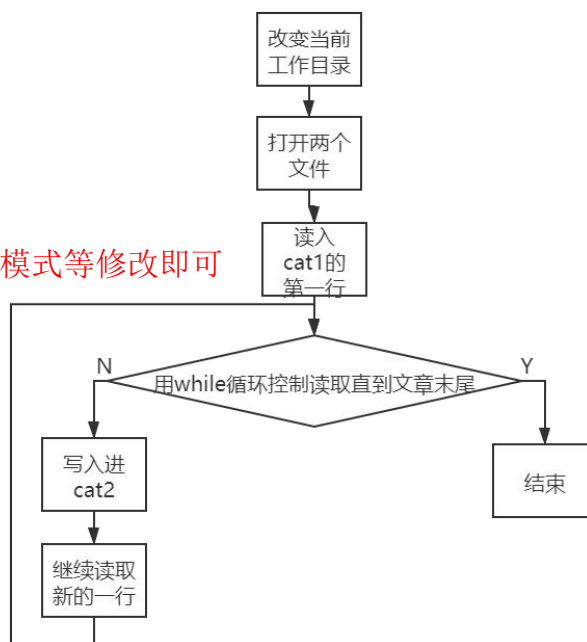 改变当前
工作目录
打开两个
文件
读入
cat1的
第一行
模式等修改即可
N
Y
用while循环控制读取直到文章末尾
写入进
cat2
结束
继续读取
新的一行